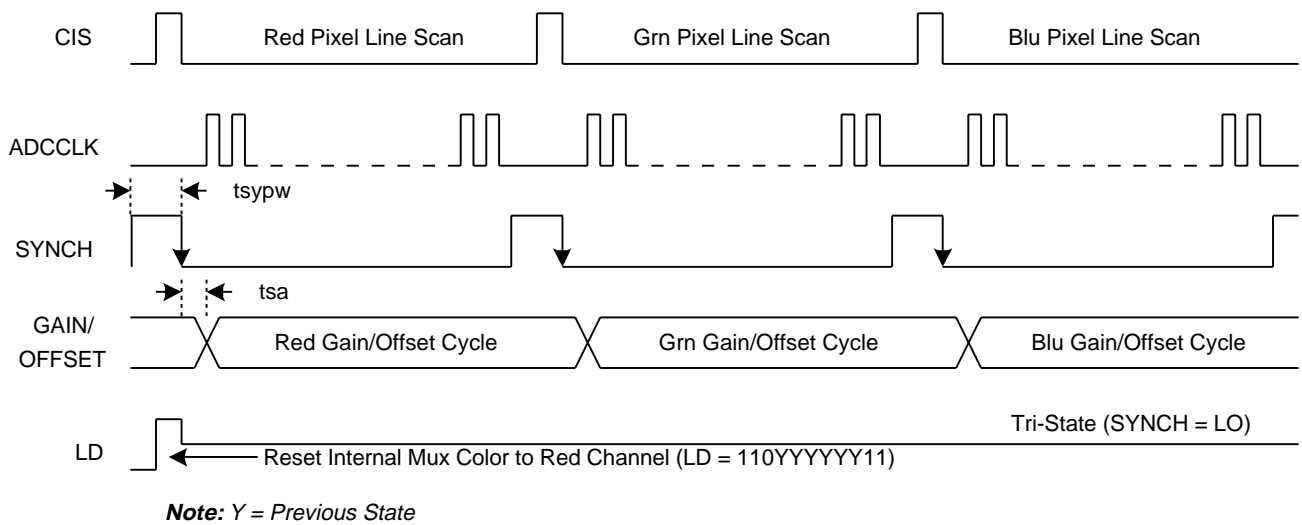 CIS
Red Pixel Line Scan
Grn Pixel Line Scan
Blu Pixel Line Scan
ADCCLK
tsypw
SYNCH
tsa
GAIN/
OFFSET
Red Gain/Offset Cycle
Grn Gain/Offset Cycle
Blu Gain/Offset Cycle
Tri-State (SYNCH = LO)
LD
Reset Internal Mux Color to Red Channel (LD = 110YYYYYY11)
Note: Y = Previous State